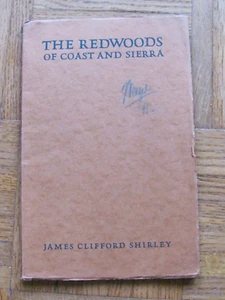 THE REDWOODS
OF COAST AND SIERRA
JAMES CLIFFORD SHIRLEY